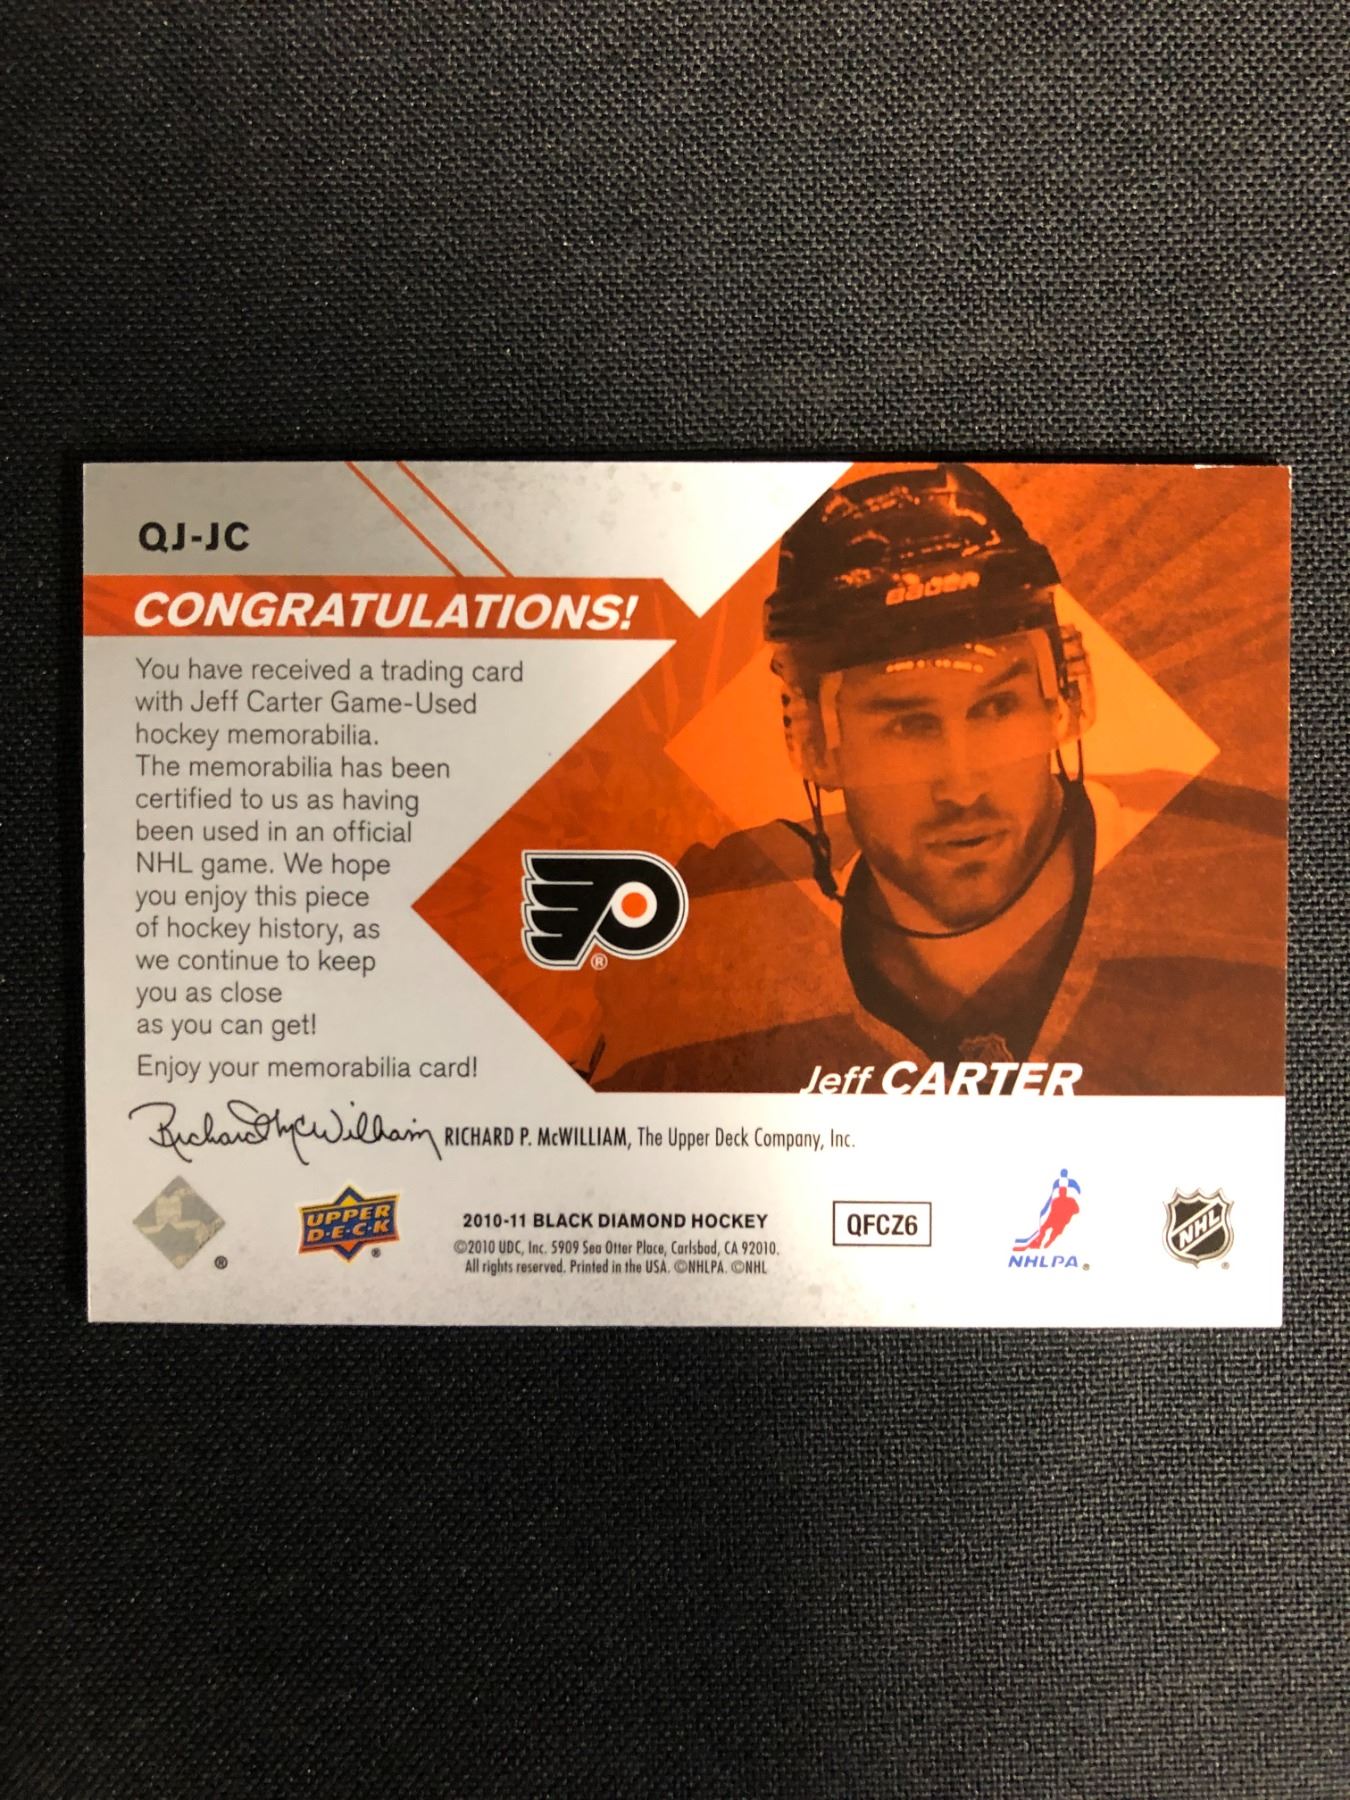 QJ-JC
CONGRATULATIONS!
You have received a trading card
with Jeff Carter Game-Used
hockey memorabilia.
The memorabilia has been
certified to us as having
been used in an official
NHL game. We hope
you enjoy this piece
of hockey history, as
we continue to keep
you as close
as you can get!
Enjoy your memorabilia card!
BAUER
®
Jeff CARTER
Richard McWilliam RICHARD P. McWILLIAM, The Upper Deck Company, Inc.
®
UPPER
D·E·C·K
®
2010-11 BLACK DIAMOND HOCKEY
©2010 UDC, Inc. 5909 Sea Otter Place, Carlsbad, CA 92010.
All rights reserved. Printed in the USA. ©NHLPA. ©NHL
QFCZ6
NHLPA®
NHL
®